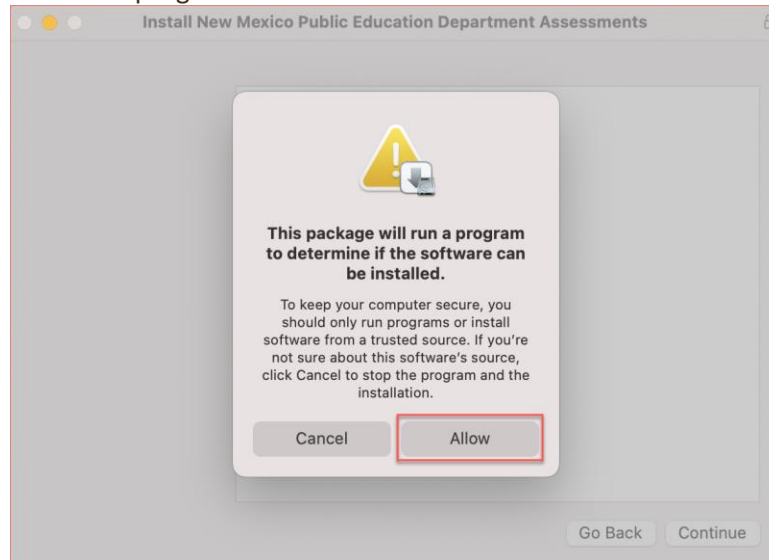 Install New Mexico Public Education Department Assessments
This package will run a program
to determine if the software can
be installed.
To keep your computer secure, you
should only run programs or install
software from a trusted source. If you're
not sure about this software's source,
click Cancel to stop the program and the
installation.
Cancel Allow
Go Back Continue